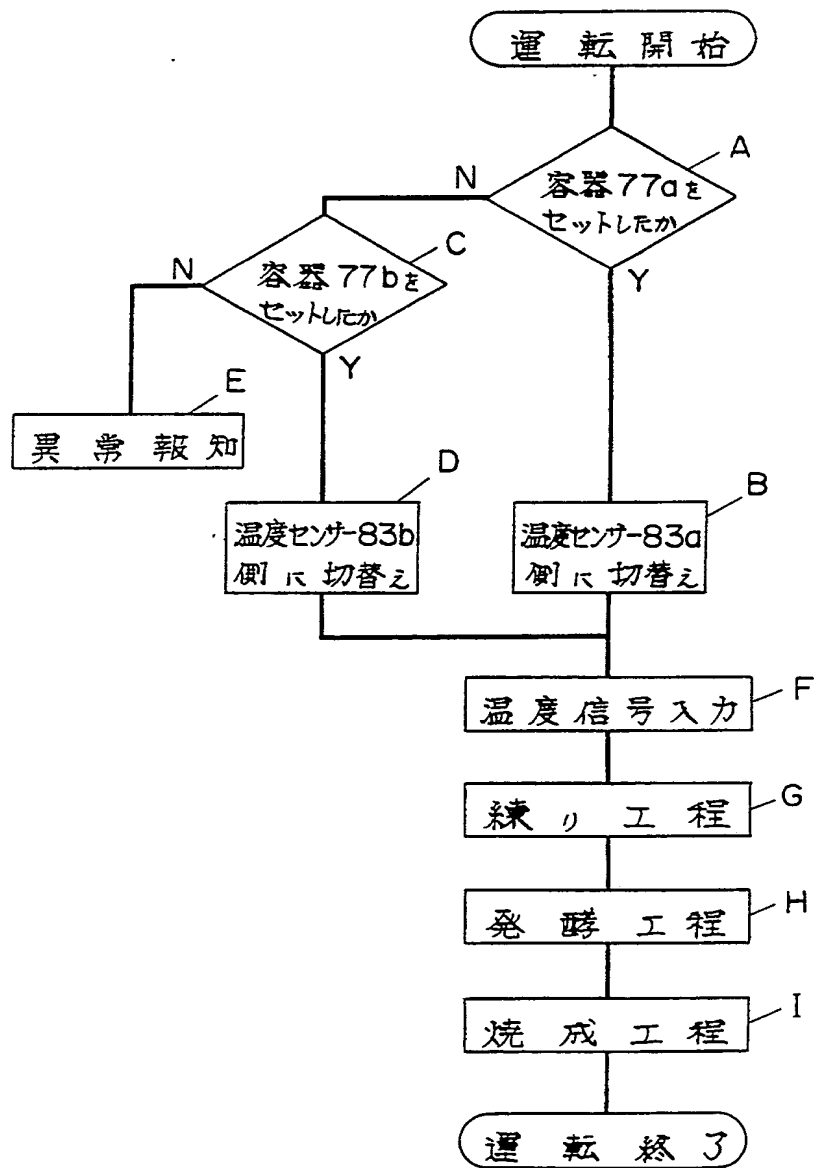 運転開始
A
容器77aを
セットしたか
N
Y
C
容器77bを
セットしたか
N
Y
E
異常報知
D
温度センサー83b
側に切替え
B
温度センサー83a
側に切替え
F
温度信号入力
G
練り工程
H
発酵工程
I
焼成工程
運転終了